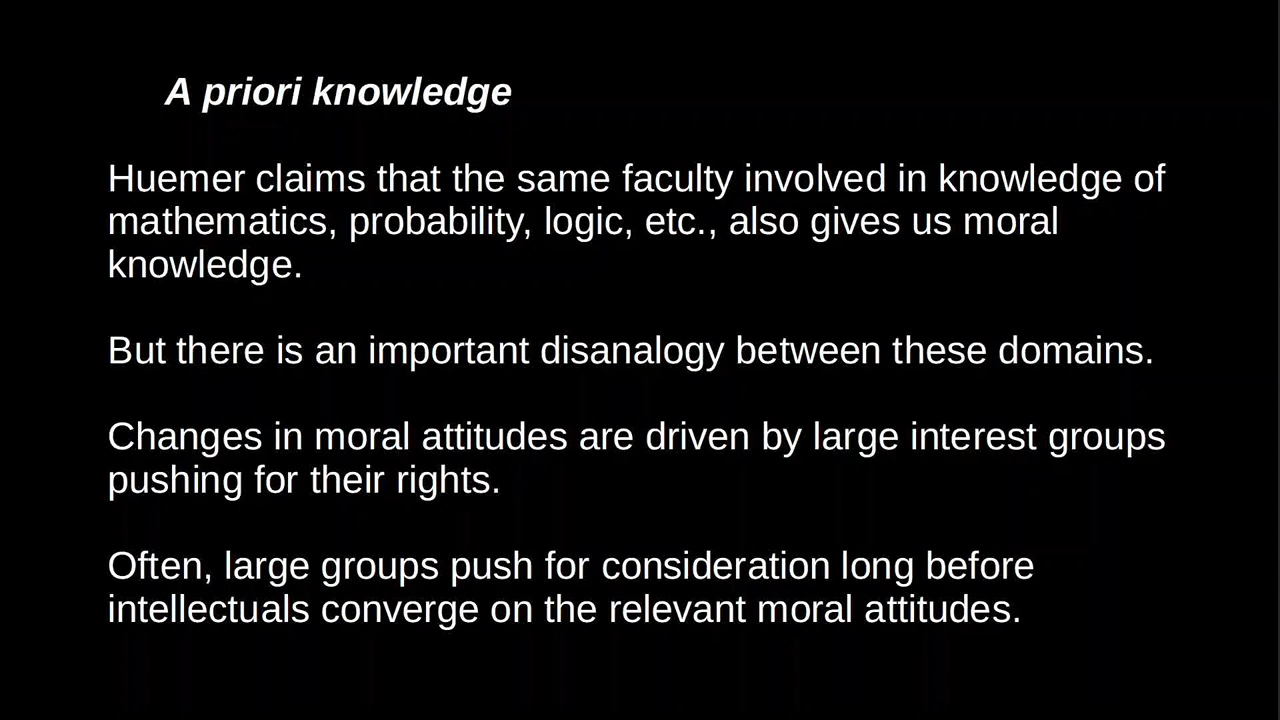 A priori knowledge
Huemer claims that the same faculty involved in knowledge of
mathematics, probability, logic, etc., also gives us moral
knowledge.
But there is an important disanalogy between these domains.
Changes in moral attitudes are driven by large interest groups
pushing for their rights.
Often, large groups push for consideration long before
intellectuals converge on the relevant moral attitudes.